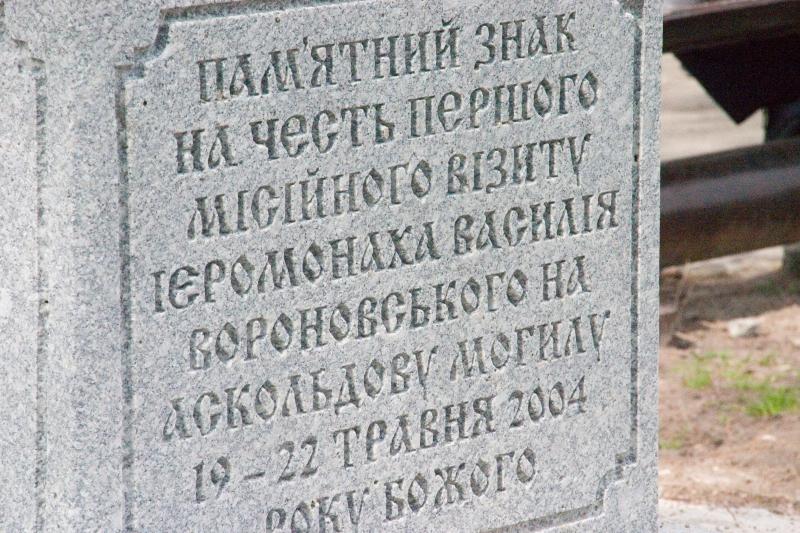 ПАМ'ЯТНИЙ ЗНАК
НА ЧЕСТЬ ПЕРШОГО
МІСІЙНОГО ВІЗИТУ
ІЄРОМОНАХА ВАСИЛІЯ
ВОРОНОВСЬКОГО НА
АСКОЛЬДОВУ МОГИЛУ
19 – 22 ТРАВНЯ 2004
РОКУ БОЖОГО